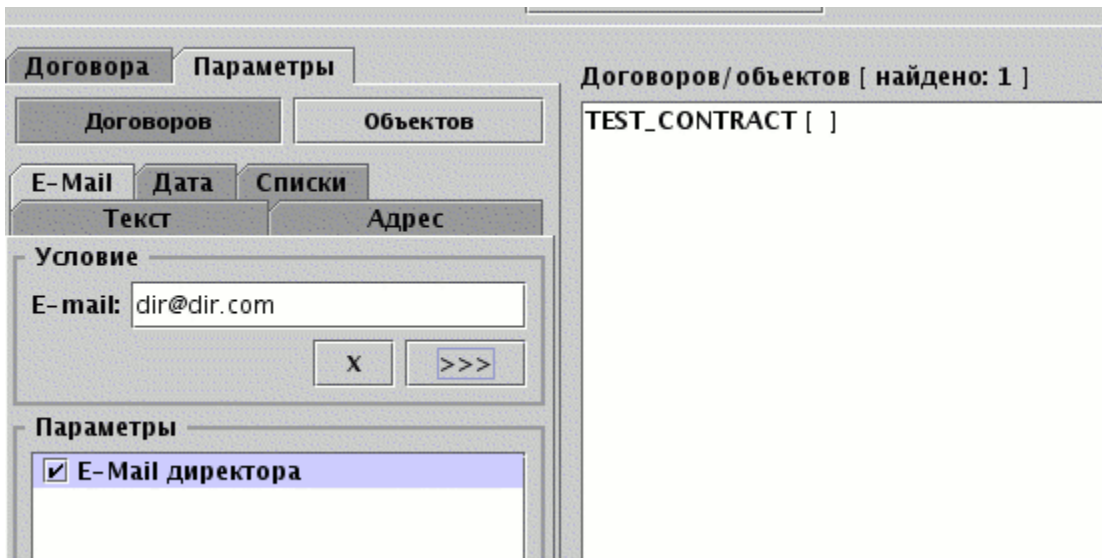 Договора Параметры
Договоров Объектов
E-Mail Дата Списки
Текст Адрес
Условие
E-mail: dir@dir.com
X >>>
Параметры
E-Mail директора
Договоров/объектов [ найдено: 1 ]
TEST_CONTRACT [ ]